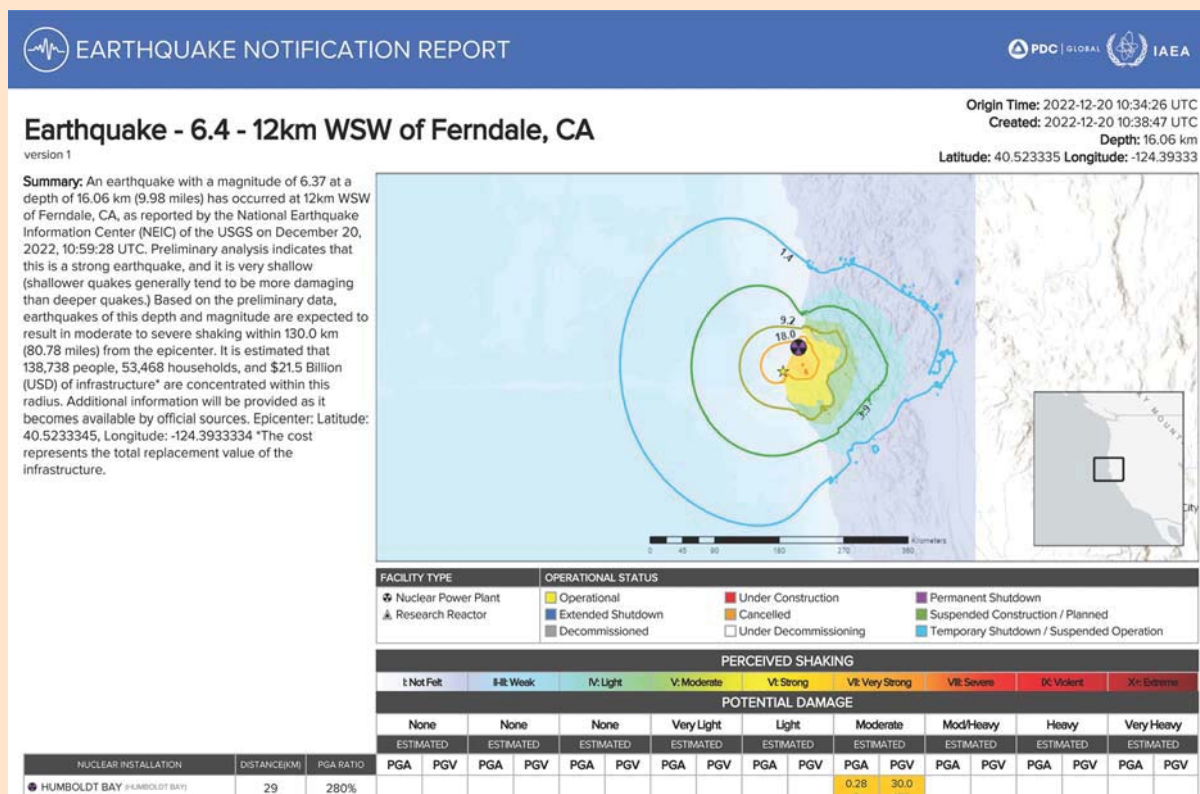 EARTHQUAKE NOTIFICATION REPORT
PDC | GLOBAL
IAEA
Earthquake - 6.4 - 12km WSW of Ferndale, CA
version 1
Origin Time: 2022-12-20 10:34:26 UTC
Created: 2022-12-20 10:38:47 UTC
Depth: 16.06 km
Latitude: 40.523335 Longitude: -124.39333
Summary: An earthquake with a magnitude of 6.37 at a
depth of 16.06 km (9.98 miles) has occurred at 12km WSW
of Ferndale, CA, as reported by the National Earthquake
Information Center (NEIC) of the USGS on December 20,
2022, 10:59:28 UTC. Preliminary analysis indicates that
this is a strong earthquake, and it is very shallow
(shallower quakes generally tend to be more damaging
than deeper quakes.) Based on the preliminary data,
earthquakes of this depth and magnitude are expected to
result in moderate to severe shaking within 130.0 km
(80.78 miles) from the epicenter. It is estimated that
138,738 people, 53,468 households, and $21.5 Billion
(USD) of infrastructure* are concentrated within this
radius. Additional information will be provided as it
becomes available by official sources. Epicenter: Latitude:
40.5233345, Longitude: -124.3933334 *The cost
represents the total replacement value of the
infrastructure.
1.4
9.2
18.0
3.9
Kilometers
0 45 90 180 270 360
City
FACILITY TYPE
Nuclear Power Plant
Research Reactor
OPERATIONAL STATUS
Operational
Extended Shutdown
Decommissioned
Under Construction
Cancelled
Under Decommissioning
Permanent Shutdown
Suspended Construction / Planned
Temporary Shutdown / Suspended Operation
PERCEIVED SHAKING
I: Not Felt II-III: Weak IV: Light V: Moderate VI: Strong VII: Very Strong VIII: Severe IX: Violent X+: Extreme
POTENTIAL DAMAGE
None None None Very Light Light Moderate Mod/Heavy Heavy Very Heavy
ESTIMATED ESTIMATED ESTIMATED ESTIMATED ESTIMATED ESTIMATED ESTIMATED ESTIMATED ESTIMATED
NUCLEAR INSTALLATION DISTANCE(KM) PGA RATIO PGA PGV PGA PGV PGA PGV PGA PGV PGA PGV PGA PGV PGA PGV PGA PGV PGA PGV
HUMBOLDT BAY (HUMBOLDT BAY) 29 280% 0.28 30.0